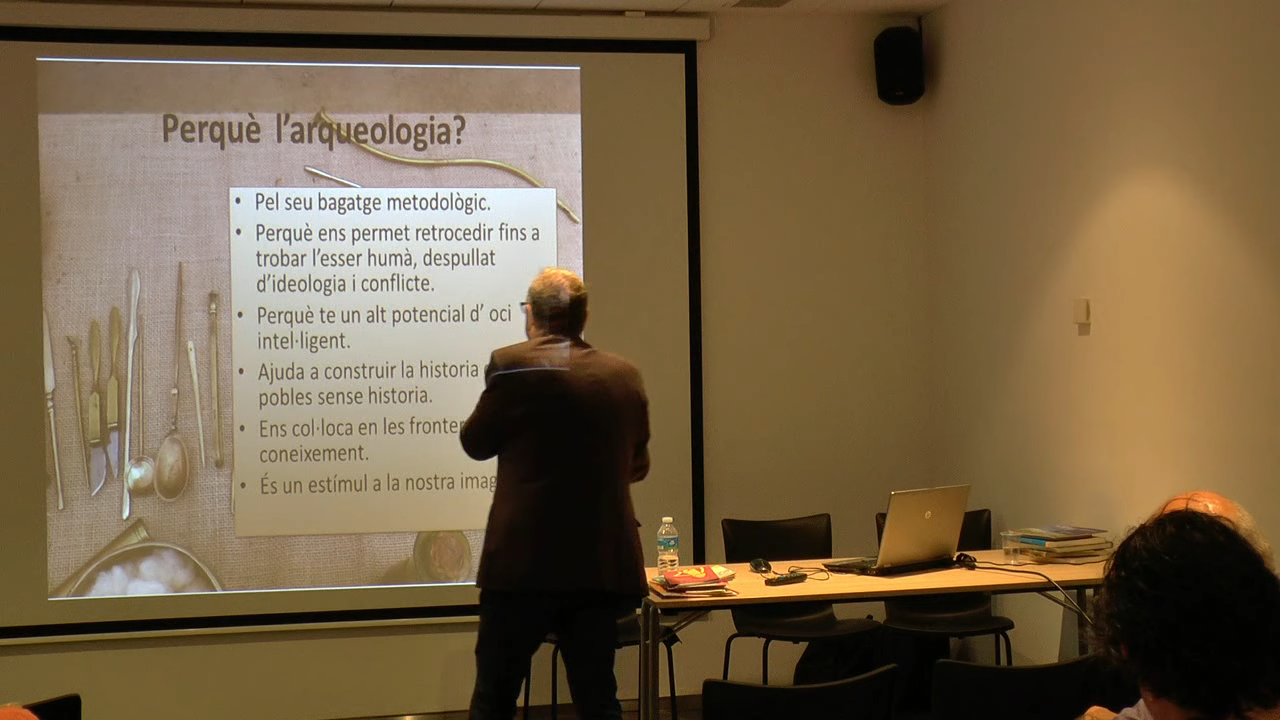 Perquè l'arqueologia?
• Pel seu bagatge metodològic.
• Perquè ens permet retrocedir fins a
trobar l'esser humà, despullat
d'ideologia i conflicte.
• Perquè te un alt potencial d' oci
intel·ligent.
• Ajuda a construir la historia
pobles sense historia.
• Ens col·loca en les
coneixement.
• És un estímul a la nostra